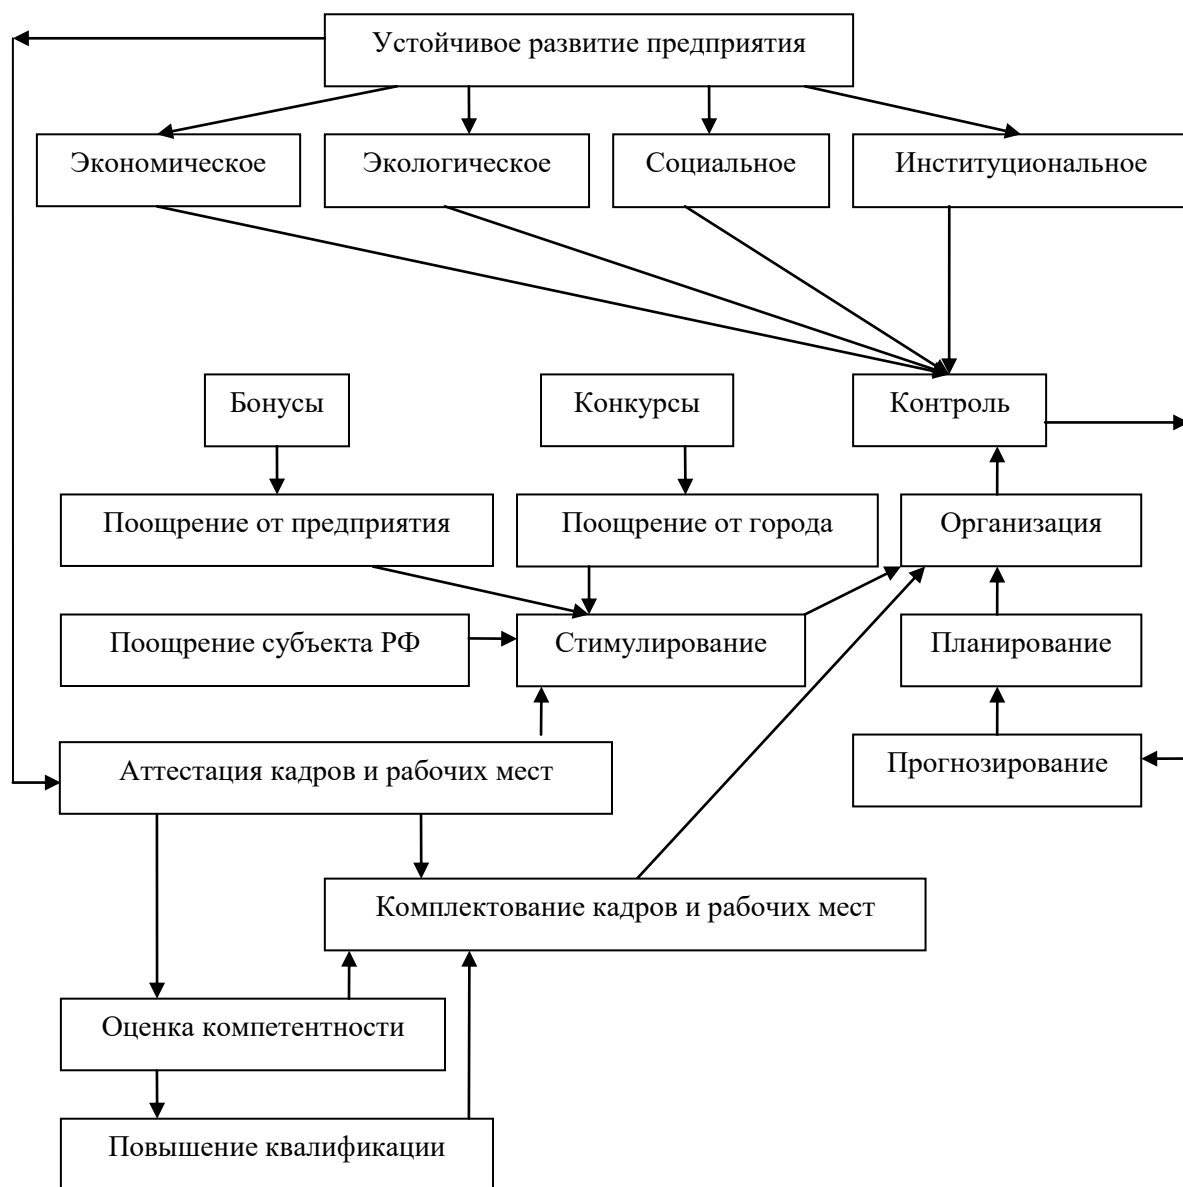 Устойчивое развитие предприятия
Экономическое
Экологическое
Социальное
Институциональное
Бонусы
Конкурсы
Контроль
Поощрение от предприятия
Поощрение от города
Организация
Поощрение субъекта РФ
Стимулирование
Планирование
Аттестация кадров и рабочих мест
Прогнозирование
Комплектование кадров и рабочих мест
Оценка компетентности
Повышение квалификации